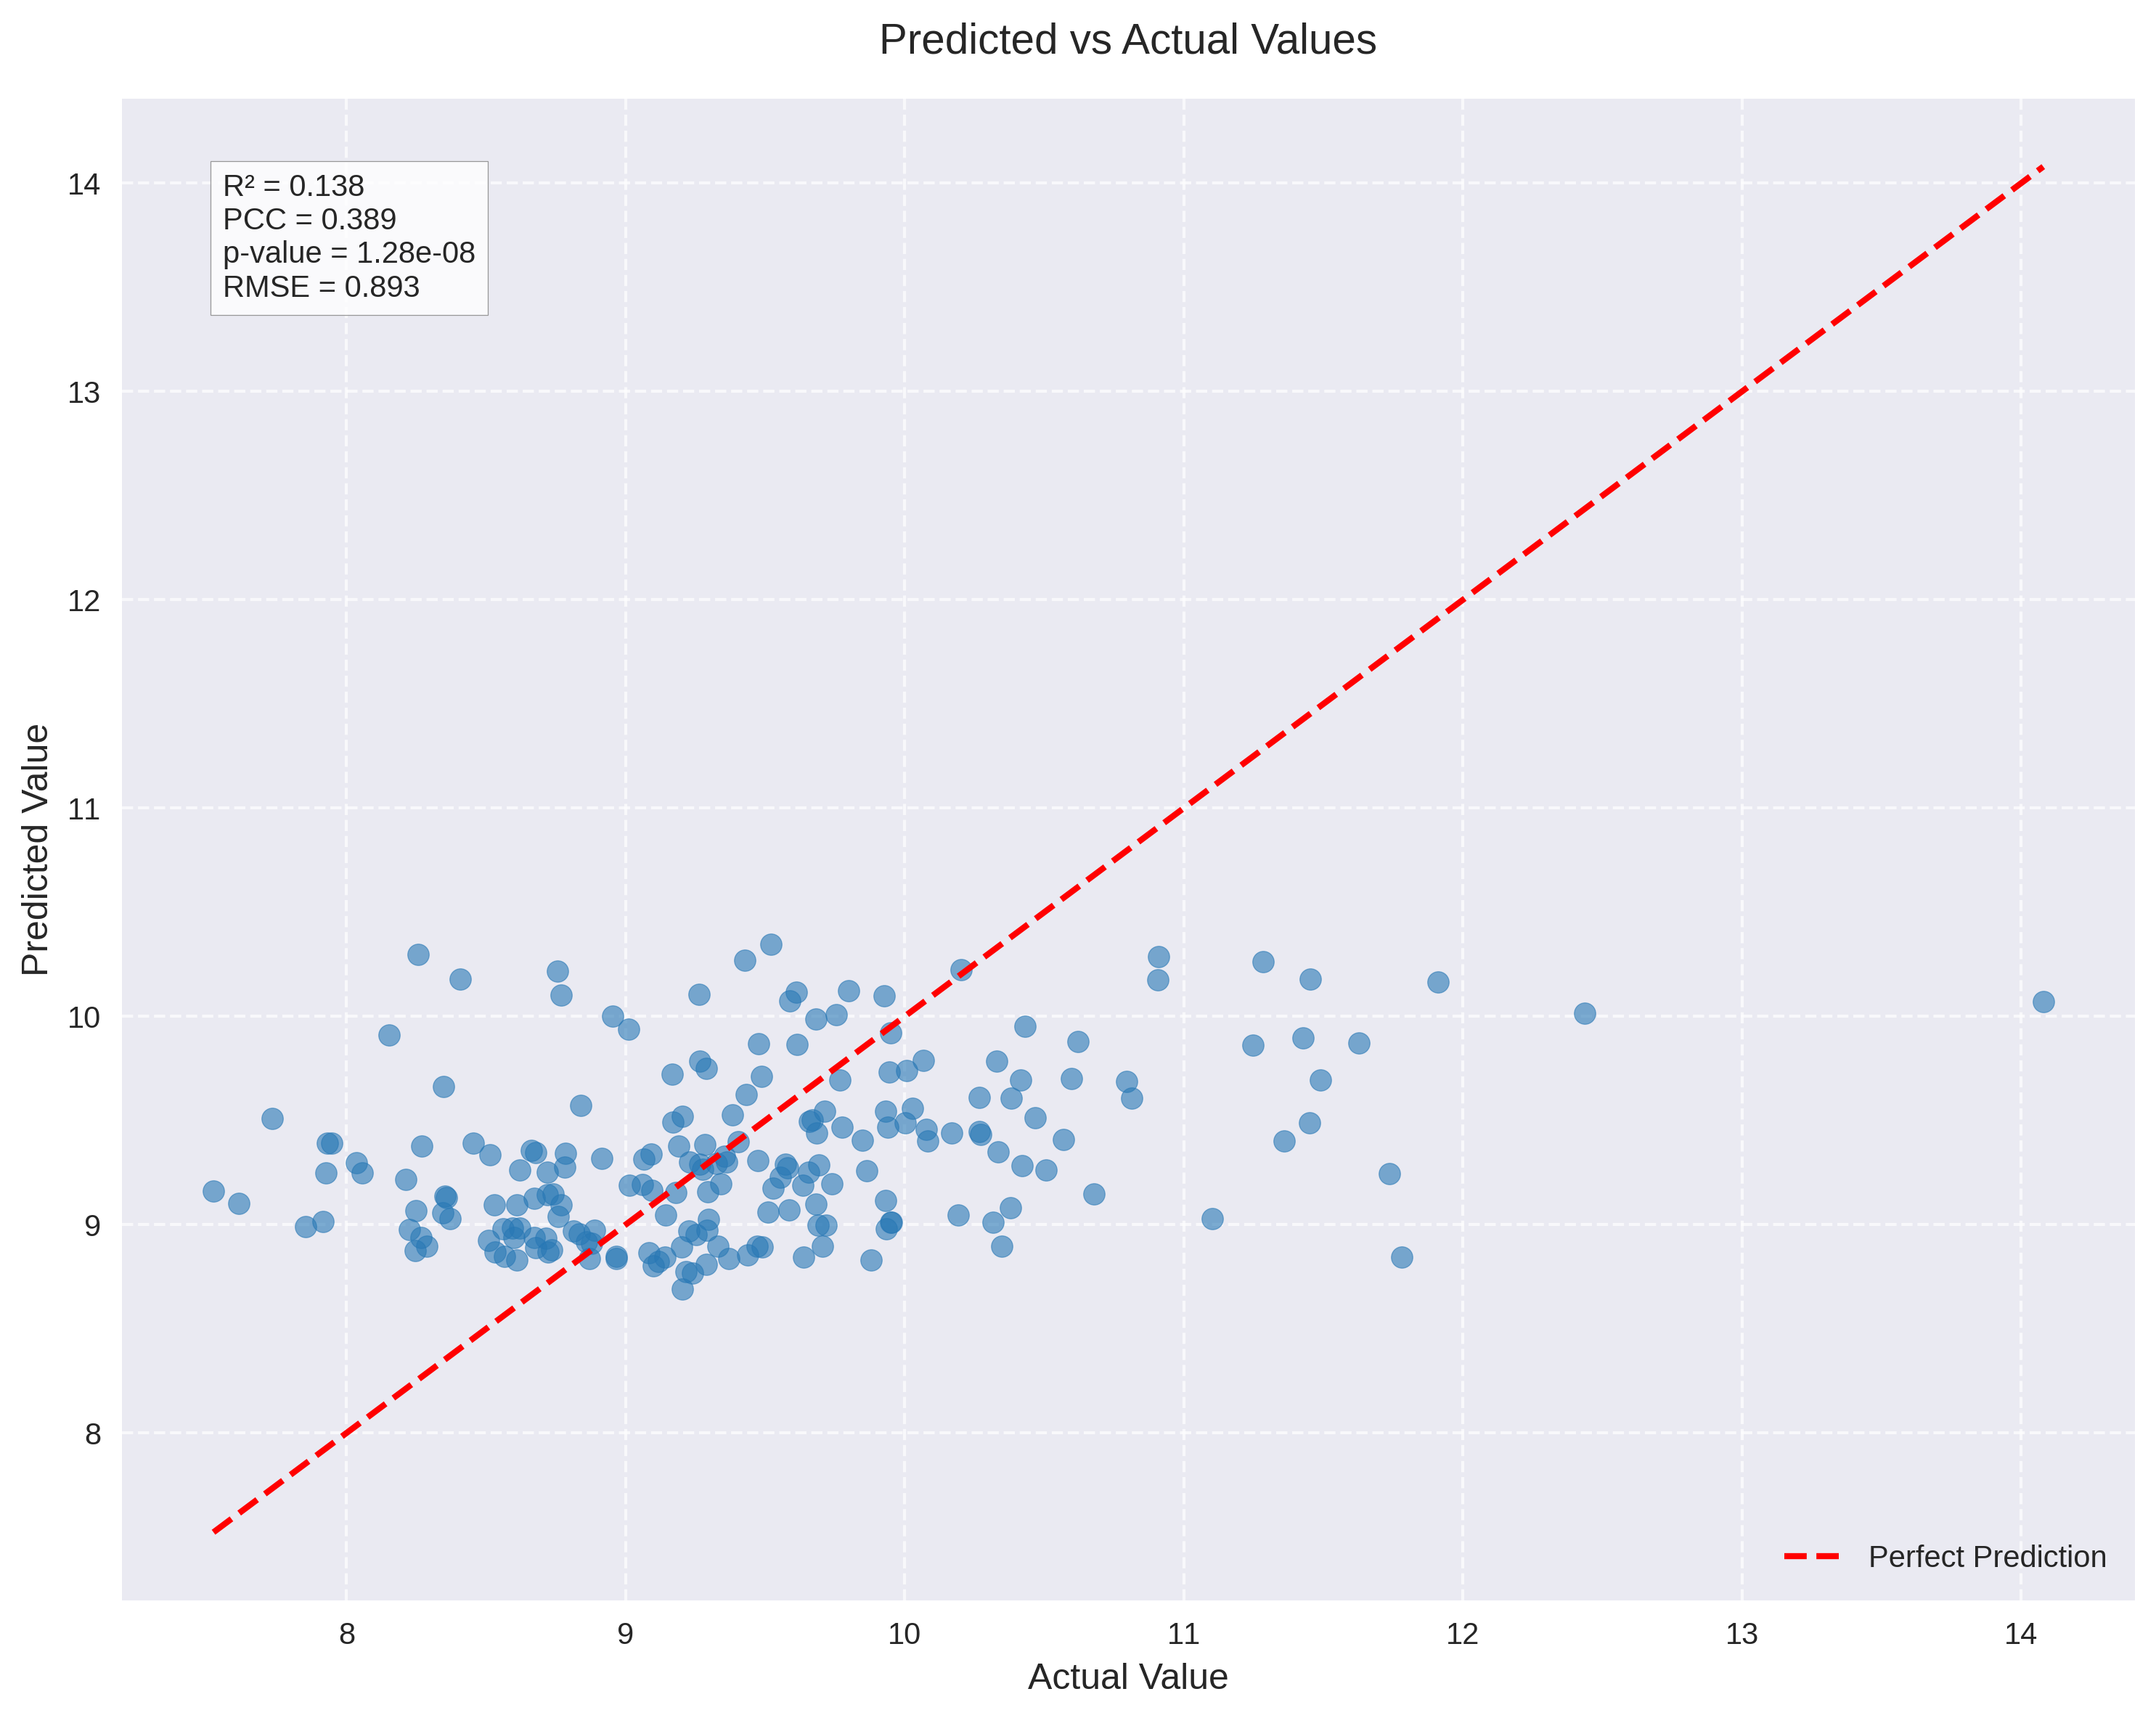 Predicted vs Actual Values
R² = 0.138
PCC = 0.389
p-value = 1.28e-08
RMSE = 0.893
14
13
12
11
10
9
8
Predicted Value
Perfect Prediction
8 9 10 11 12 13 14
Actual Value